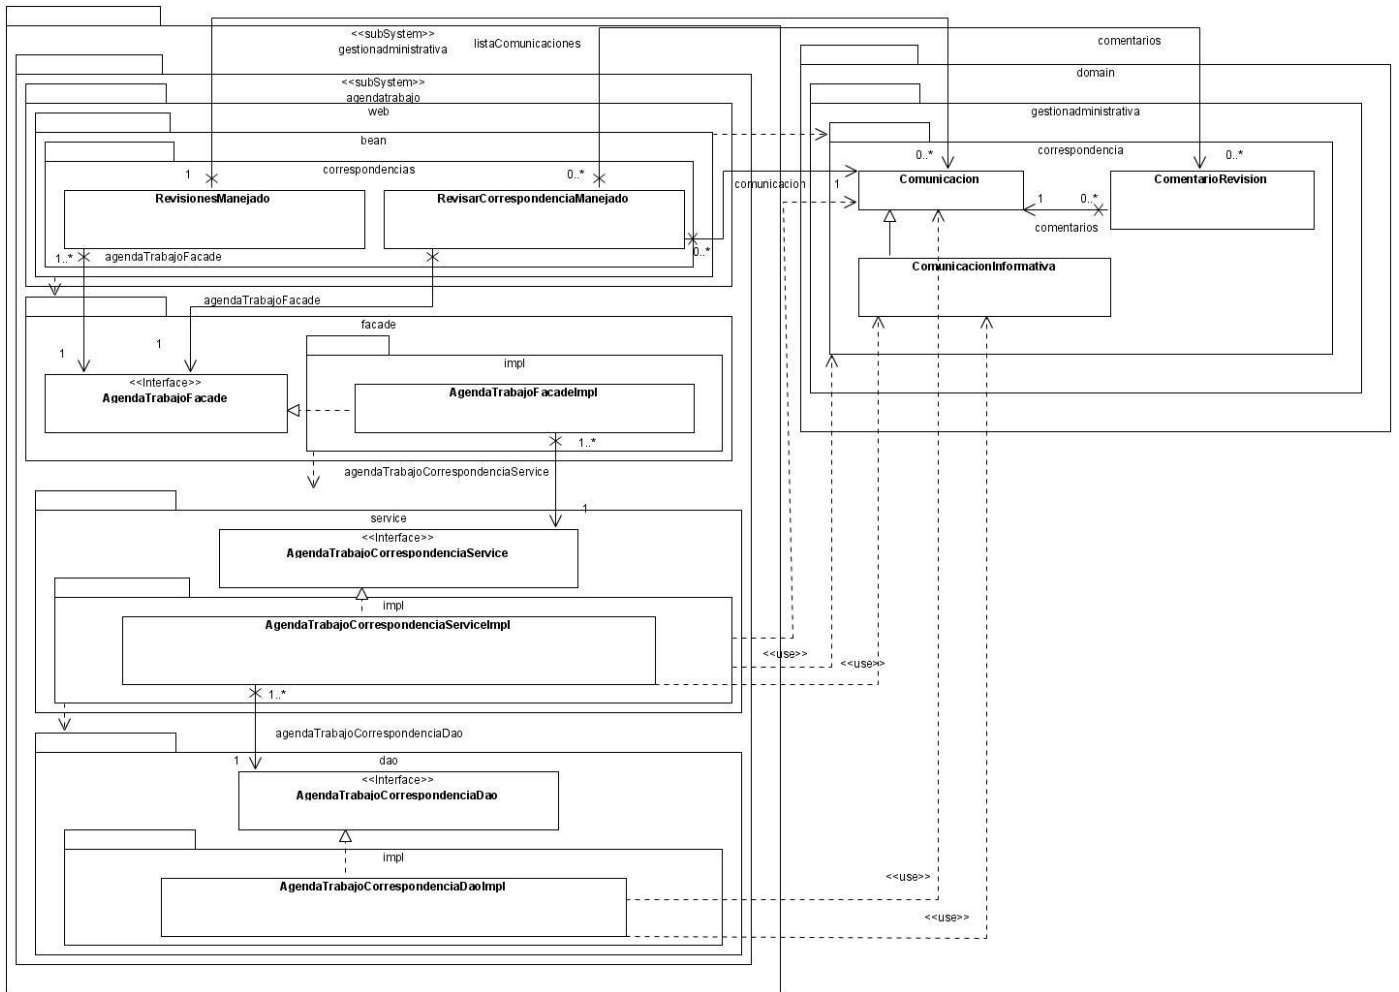 <<subSystem>>
gestionadministrativa
listaComunicaciones
comentarios
<<subSystem>>
agendatrabajo
web
bean
correspondencias
1
0..*
RevisionesManejado
RevisarCorrespondenciaManejado
domain
gestionadministrativa
correspondencia
0..*
0..*
comunicacion
1
Comunicacion
ComentarioRevision
1
0..*
comentarios
0..*
ComunicacionInformativa
1..*
agendaTrabajoFacade
agendaTrabajoFacade
1
1
facade
impl
<<Interface>>
AgendaTrabajoFacade
AgendaTrabajoFacadeImpl
1..*
agendaTrabajoCorrespondenciaService
1
service
<<Interface>>
AgendaTrabajoCorrespondenciaService
impl
AgendaTrabajoCorrespondenciaServiceImpl
<<use>>
<<use>>
1..*
agendaTrabajoCorrespondenciaDao
1
dao
<<Interface>>
AgendaTrabajoCorrespondenciaDao
impl
AgendaTrabajoCorrespondenciaDaoImpl
<<use>>
<<use>>